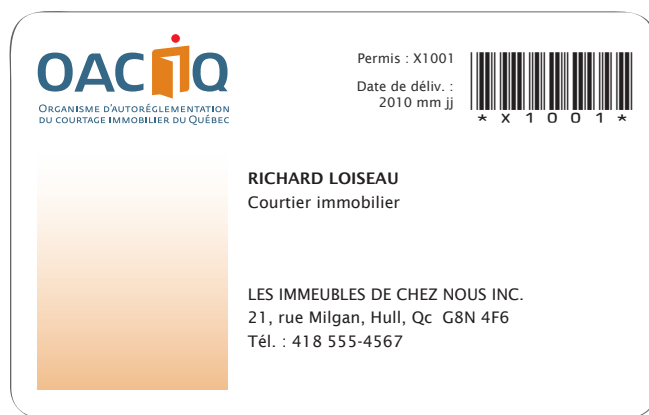 OACIQ
ORGANISME D'AUTORÉGLEMENTATION
DU COURTAGE IMMOBILIER DU QUÉBEC
Permis : X1001
Date de déliv. :
2010 mm jj
* X 1 0 0 1 *
RICHARD LOISEAU
Courtier immobilier
LES IMMEUBLES DE CHEZ NOUS INC.
21, rue Milgan, Hull, Qc G8N 4F6
Tél. : 418 555-4567